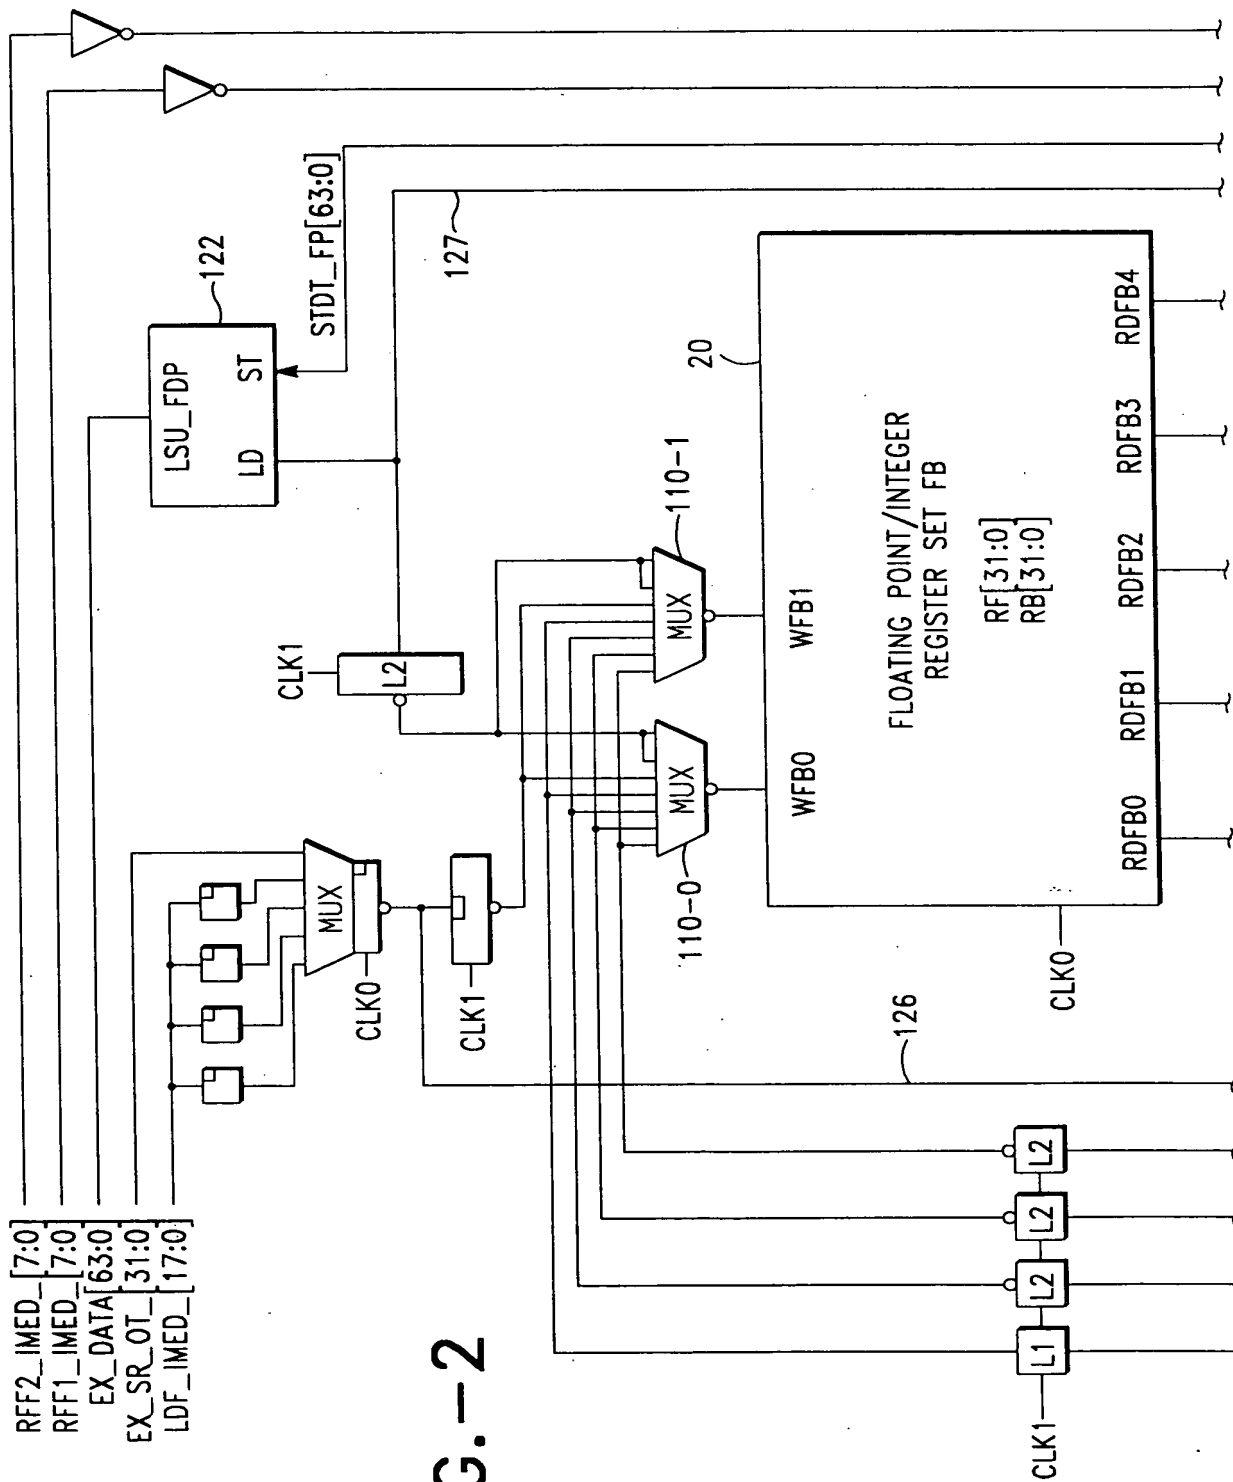 RFF2_IMED_[7:0]
RFF1_IMED_[7:0]
EX_DATA[63:0]
EX_SR_OT_[31:0]
LDF_IMED_[17:0]
LSU_FDP
LD
ST
122
STDT_FP[63:0]
127
CLK1
L2
MUX
CLK0
CLK1
MUX
110-0
MUX
110-1
20
WFB0
WFB1
FLOATING POINT/INTEGER
REGISTER SET FB
RF[31:0]
RB[31:0]
RDFB0
RDFB1
RDFB2
RDFB3
RDFB4
CLK0
126
CLK1
L1
L2
L2
L2
G.-2